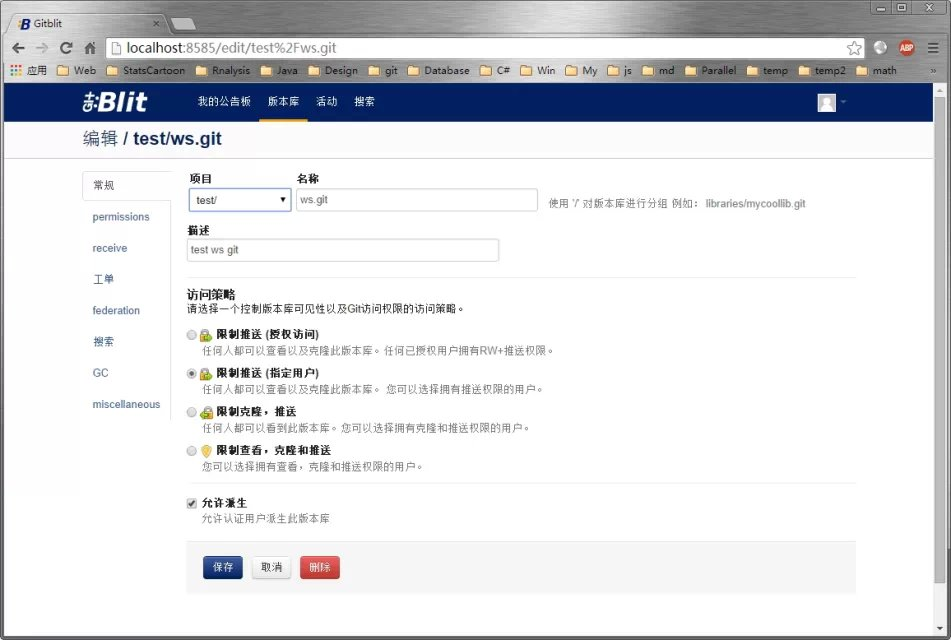 Gitblit
localhost:8585/edit/test%2Fws.git
ABP
应用 Web StatsCartoon Rnalysis Java Design git Database C# Win My js md Parallel temp temp2 math »
Blit 我的公告板 版本库 活动 搜索
编辑 / test/ws.git
常规
permissions
receive
工单
federation
搜索
GC
miscellaneous
项目 名称
test/ ws.git 使用 '/' 对版本库进行分组 例如： libraries/mycoollib.git
描述
test ws git
访问策略
请选择一个控制版本库可见性以及Git访问权限的访问策略。
限制推送 (授权访问)
任何人都可以查看以及克隆此版本库。任何已授权用户拥有RW+推送权限。
限制推送 (指定用户)
任何人都可以查看以及克隆此版本库。 您可以选择拥有推送权限的用户。
限制克隆，推送
任何人都可以看到此版本库。您可以选择拥有克隆和推送权限的用户。
限制查看，克隆和推送
您可以选择拥有查看，克隆和推送权限的用户。
允许派生
允许认证用户派生此版本库
保存 取消 删除